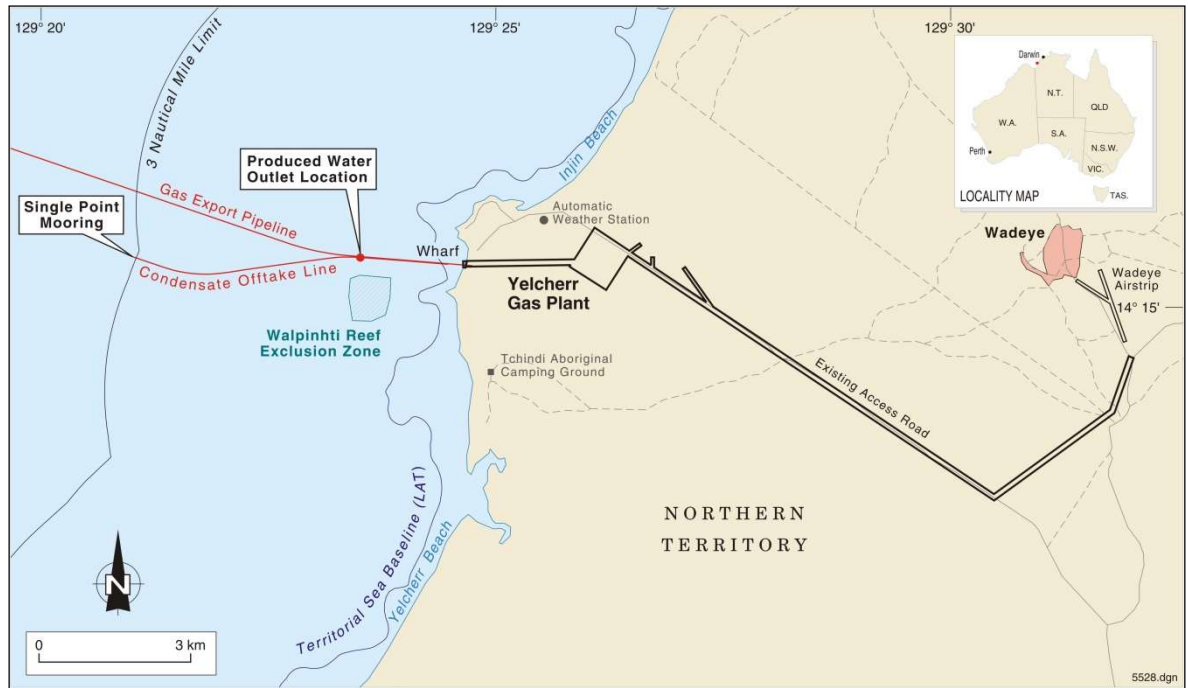 129° 20'
129° 25'
129° 30'
3 Nautical Mile Limit
Darwin
N.T.
QLD
W.A.
S.A.
N.S.W.
Perth
VIC.
TAS.
LOCALITY MAP
Produced Water
Outlet Location
Injin Beach
Gas Export Pipeline
Single Point
Mooring
Automatic
Weather Station
Wadeye
Wharf
Condensate Offtake Line
Yelcherr
Gas Plant
Wadeye
Airstrip
14° 15'
Walpinhti Reef
Exclusion Zone
Tchindi Aboriginal
Camping Ground
Existing Access Road
Territorial Sea Baseline (LAT)
Yelcherr Beach
NORTHERN
TERRITORY
N
0
3 km
5528.dgn